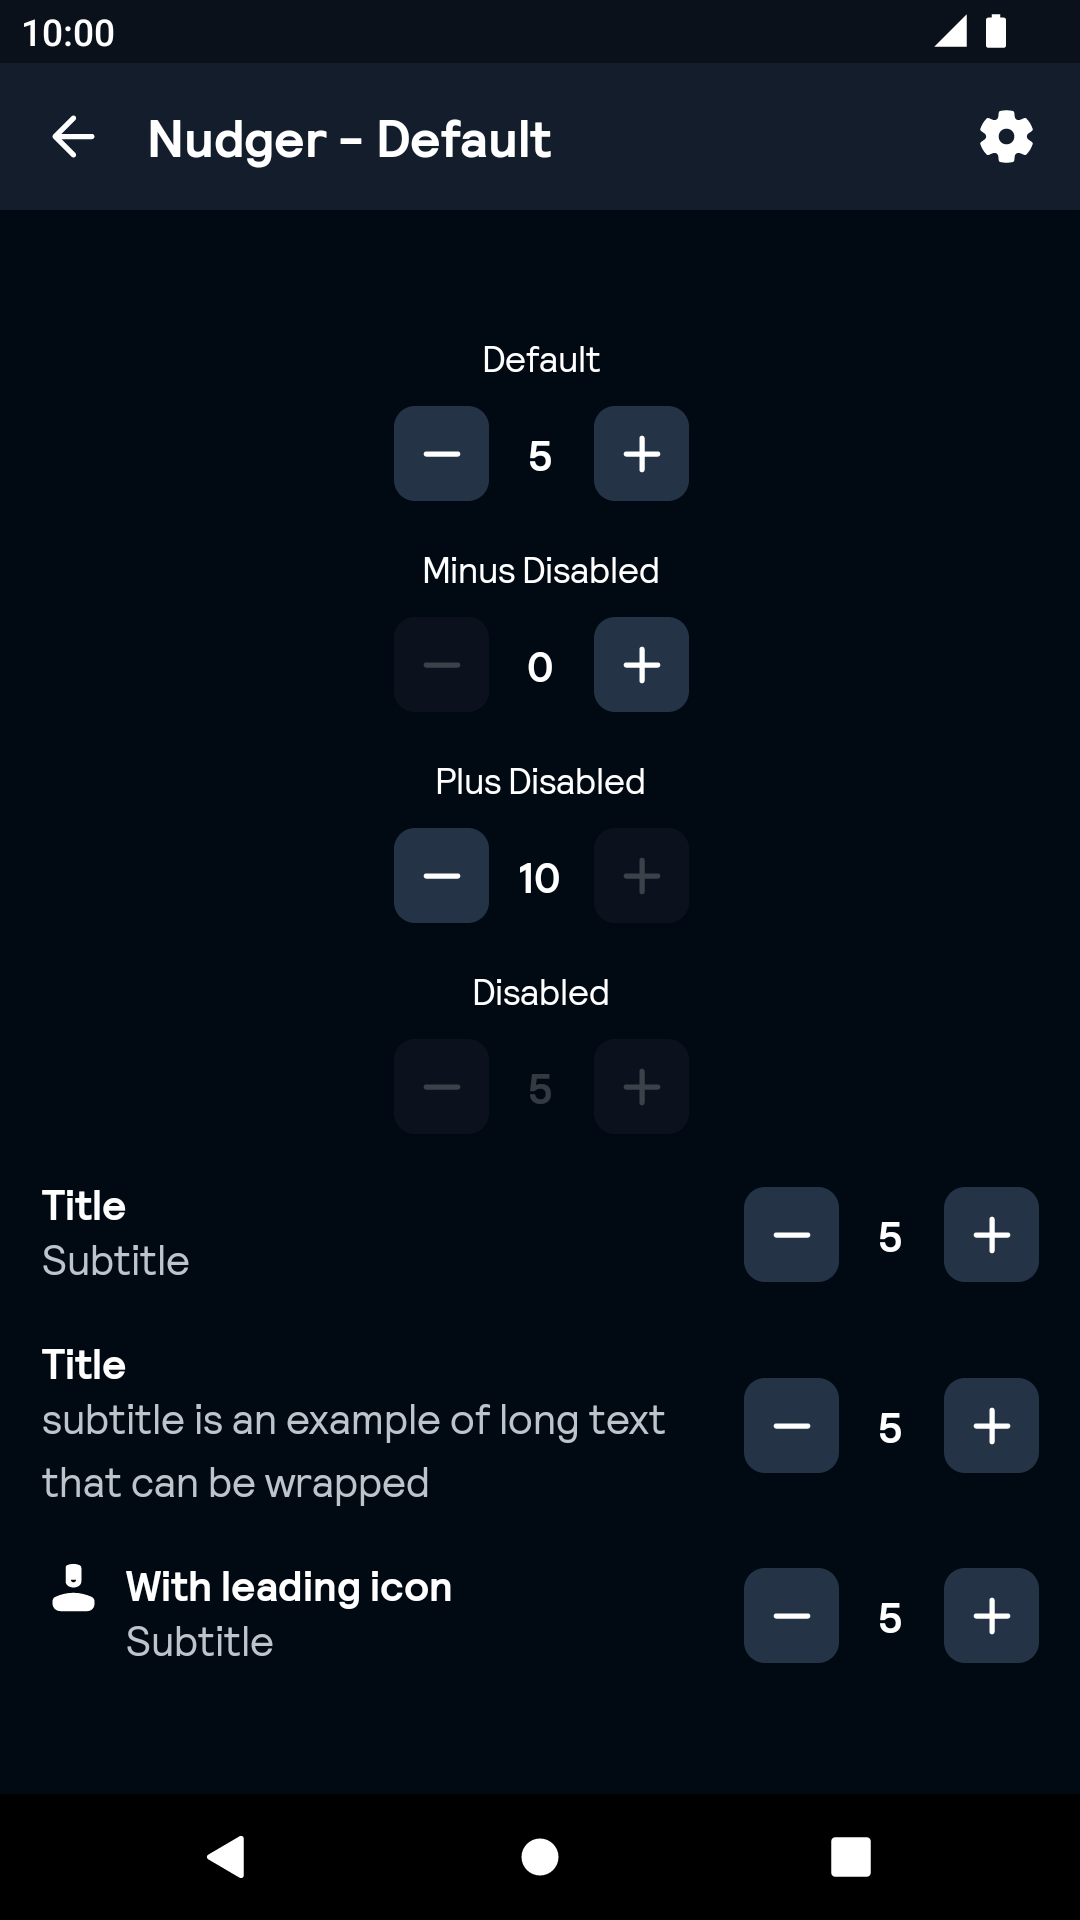 10:00
Nudger - Default
Default
5
Minus Disabled
0
Plus Disabled
10
Disabled
5
Title
Subtitle
5
Title
subtitle is an example of long text
that can be wrapped
5
With leading icon
Subtitle
5